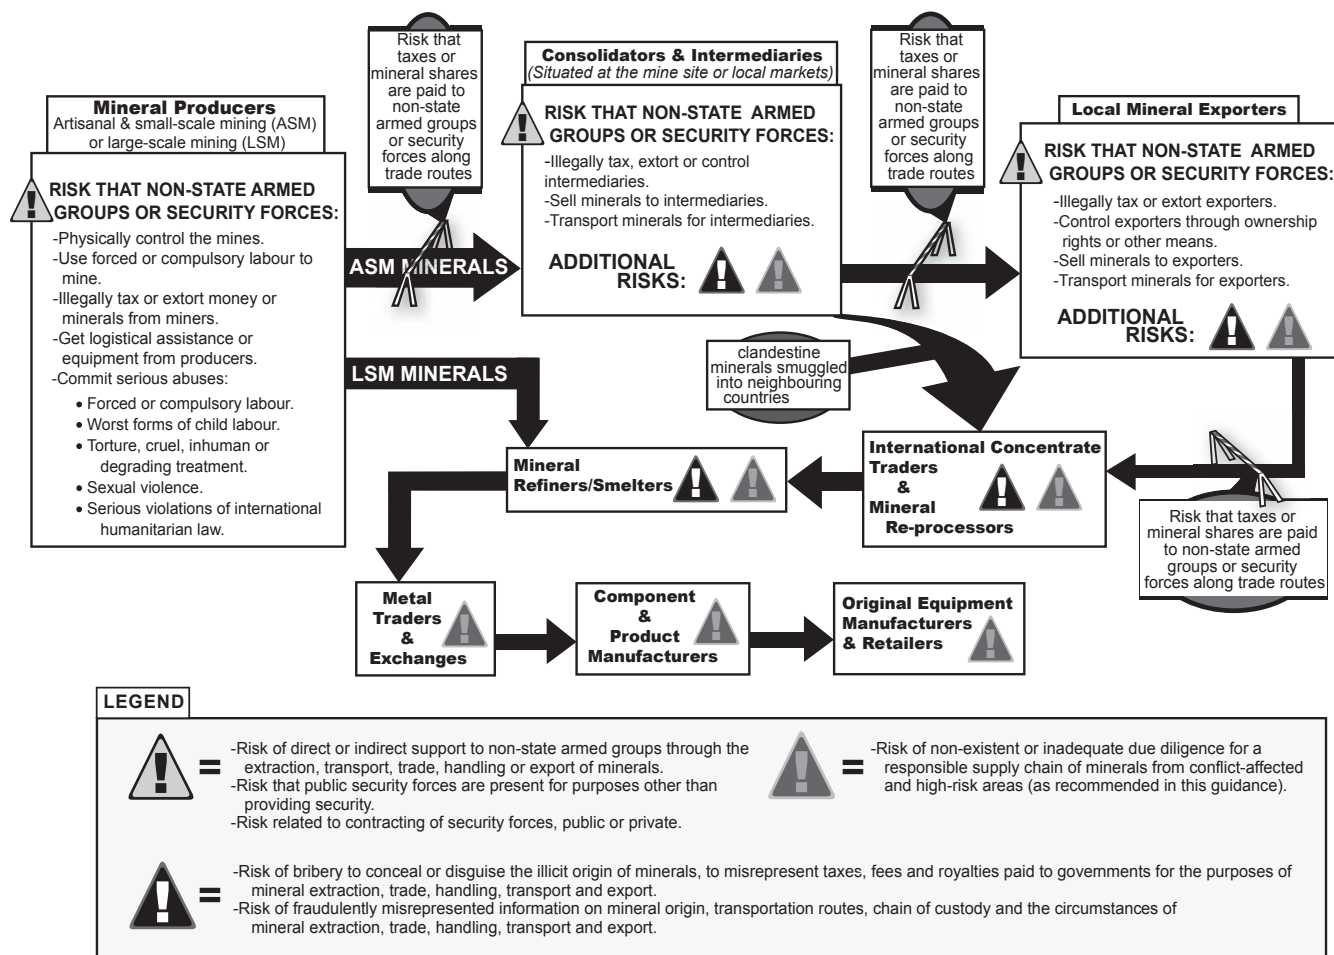 Mineral Producers
Artisanal & small-scale mining (ASM)
or large-scale mining (LSM)
!
RISK THAT NON-STATE ARMED
GROUPS OR SECURITY FORCES:
-Physically control the mines.
-Use forced or compulsory labour to
mine.
-Illegally tax or extort money or
minerals from miners.
-Get logistical assistance or
equipment from producers.
-Commit serious abuses:
• Forced or compulsory labour.
• Worst forms of child labour.
• Torture, cruel, inhuman or
degrading treatment.
• Sexual violence.
• Serious violations of international
humanitarian law.
Risk that
taxes or
mineral shares
are paid to
non-state
armed groups
or security
forces along
trade routes
ASM MINERALS
LSM MINERALS
Consolidators & Intermediaries
(Situated at the mine site or local markets)
!
RISK THAT NON-STATE ARMED
GROUPS OR SECURITY FORCES:
-Illegally tax, extort or control
intermediaries.
-Sell minerals to intermediaries.
-Transport minerals for intermediaries.
ADDITIONAL
RISKS:
! !
Risk that
taxes or
mineral shares
are paid to
non-state
armed groups
or security
forces along
trade routes
Local Mineral Exporters
!
RISK THAT NON-STATE ARMED
GROUPS OR SECURITY FORCES:
-Illegally tax or extort exporters.
-Control exporters through ownership
rights or other means.
-Sell minerals to exporters.
-Transport minerals for exporters.
ADDITIONAL
RISKS:
! !
clandestine
minerals smuggled
into neighbouring
countries
Risk that taxes or
mineral shares are paid
to non-state armed
groups or security
forces along trade routes
International Concentrate
Traders
&
Mineral
Re-processors
! !
Mineral
Refiners/Smelters
! !
Metal
Traders
&
Exchanges
!
Component
&
Product
Manufacturers
!
Original Equipment
Manufacturers
& Retailers
!
LEGEND
! =
-Risk of direct or indirect support to non-state armed groups through the
extraction, transport, trade, handling or export of minerals.
-Risk that public security forces are present for purposes other than
providing security.
-Risk related to contracting of security forces, public or private.
! =
-Risk of non-existent or inadequate due diligence for a
responsible supply chain of minerals from conflict-affected
and high-risk areas (as recommended in this guidance).
! =
-Risk of bribery to conceal or disguise the illicit origin of minerals, to misrepresent taxes, fees and royalties paid to governments for the purposes of
mineral extraction, trade, handling, transport and export.
-Risk of fraudulently misrepresented information on mineral origin, transportation routes, chain of custody and the circumstances of
mineral extraction, trade, handling, transport and export.